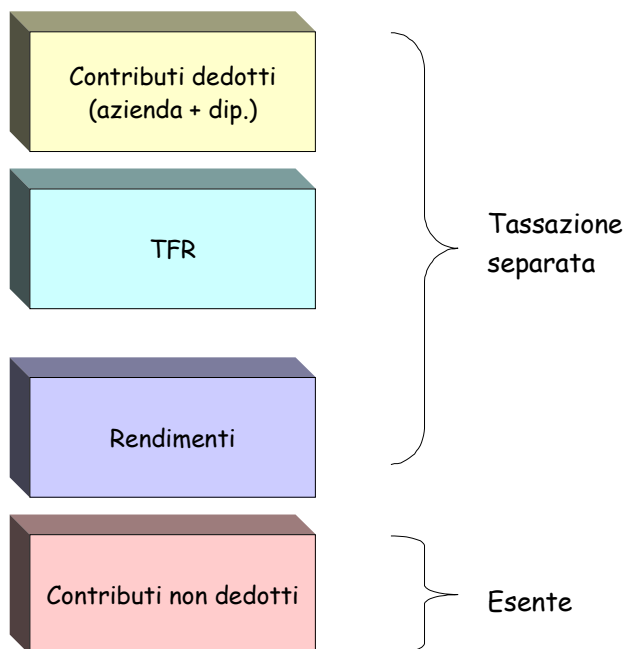 Contributi dedotti
(azienda + dip.)
TFR
Tassazione
separata
Rendimenti
Contributi non dedotti
Esente